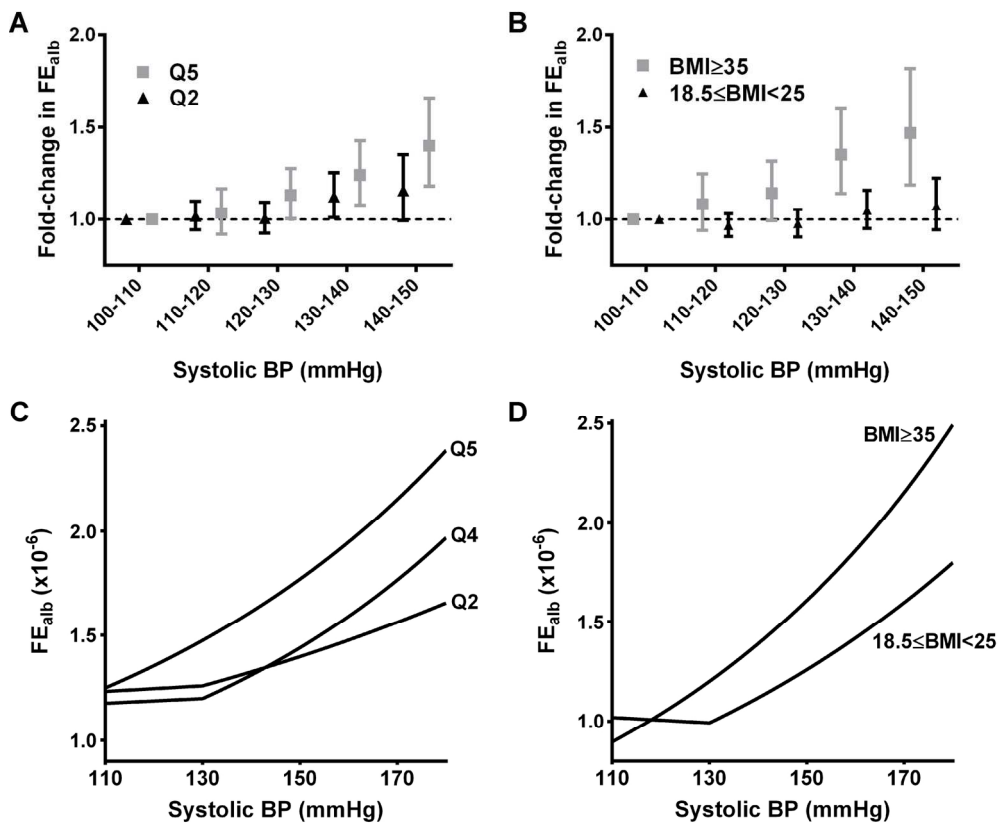 A
Fold-change in FEalb
2.0
1.5
1.0
Q5
Q2
100-110
110-120
120-130
130-140
140-150
Systolic BP (mmHg)
B
Fold-change in FEalb
2.0
1.5
1.0
BMI≥35
18.5≤BMI<25
100-110
110-120
120-130
130-140
140-150
Systolic BP (mmHg)
C
FEalb (x10-6)
2.5
2.0
1.5
1.0
Q5
Q4
Q2
110
130
150
170
Systolic BP (mmHg)
D
FEalb (x10-6)
2.5
2.0
1.5
1.0
BMI≥35
18.5≤BMI<25
110
130
150
170
Systolic BP (mmHg)